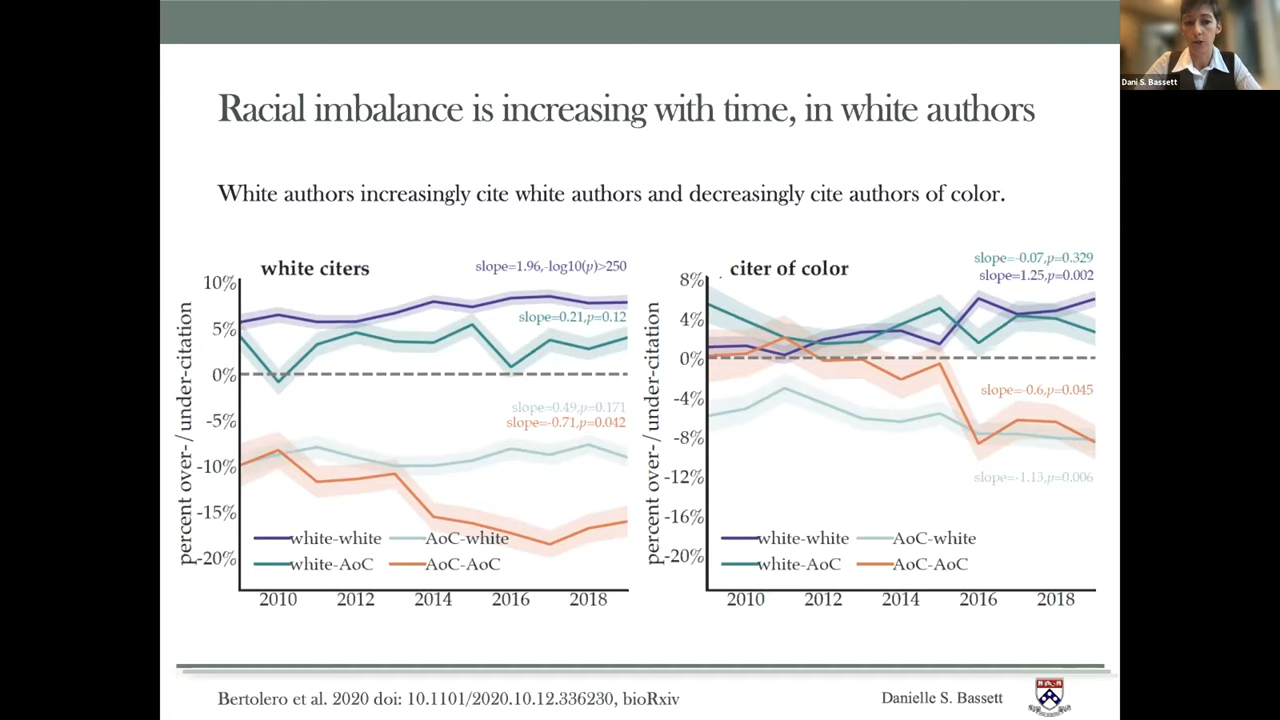 Dani S. Bassett
Racial imbalance is increasing with time, in white authors
White authors increasingly cite white authors and decreasingly cite authors of color.
white citers
slope=1.96,-log10(p)>250
slope=0.21,p=0.12
slope=0.49,p=0.171
slope=-0.71,p=0.042
percent over-/ under-citation
10%
5%
0%
-5%
-10%
-15%
-20%
white-white
AoC-white
white-AoC
AoC-AoC
2010
2012
2014
2016
2018
citer of color
slope=-0.07,p=0.329
slope=1.25,p=0.002
slope=-0.6,p=0.045
slope=-1.13,p=0.006
percent over-/ under-citation
8%
4%
0%
-4%
-8%
-12%
-16%
-20%
white-white
AoC-white
white-AoC
AoC-AoC
2010
2012
2014
2016
2018
Bertolero et al. 2020 doi: 10.1101/2020.10.12.336230, bioRxiv
Danielle S. Bassett